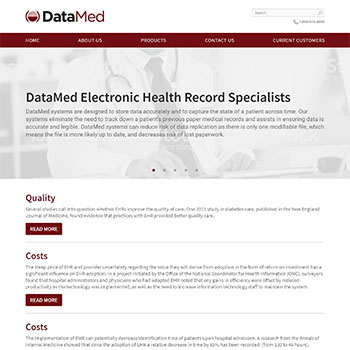 DataMed
Search
HOME
ABOUT US
PRODUCTS
CONTACT US
CURRENT CUSTOMERS
DataMed Electronic Health Record Specialists
DataMed systems are designed to store data accurately and to capture the state of a patient across time. Our
systems eliminate the need to track down a patient's previous paper medical records and assists in ensuring data is
accurate and legible. DataMed systems can reduce risk of data replication as there is only one modifiable file, which
means the file is more likely up to date, and decreases risk of lost paperwork.
Quality
Several studies call into question whether EHRs improve the quality of care. One 2013 study in diabetes care, published in the New England
Journal of Medicine, found evidence that practices with EHR provided better quality care.
READ MORE
Costs
The steep price of EHR and provider uncertainty regarding the value they will derive from adoption in the form of return on investment has a
significant influence on EHR adoption. In a project initiated by the Office of the National Coordinator for Health Information (ONC), surveyors
found that hospital administrators and physicians who had adopted EHR noted that any gains in efficiency were offset by reduced
productivity as the technology was implemented, as well as the need to increase information technology staff to maintain the system.
READ MORE
Costs
The implementation of EMR can potentially decrease identification time of patients upon hospital admission. A research from the Annals of
Internal Medicine showed that since the adoption of EMR a relative decrease in time by 65% has been recorded (from 130 to 46 hours).